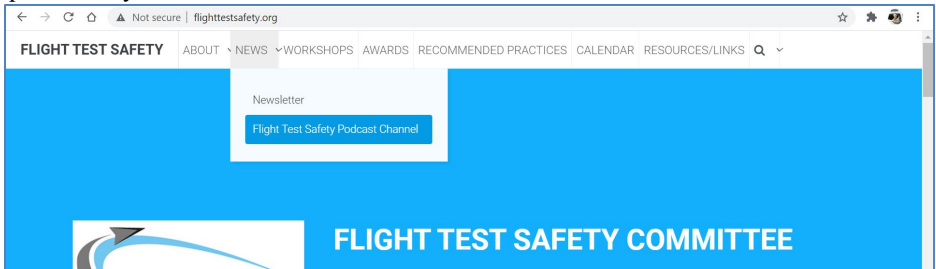 Not secure | flighttestsafety.org
FLIGHT TEST SAFETY ABOUT NEWS WORKSHOPS AWARDS RECOMMENDED PRACTICES CALENDAR RESOURCES/LINKS
Newsletter
Flight Test Safety Podcast Channel
FLIGHT TEST SAFETY COMMITTEE